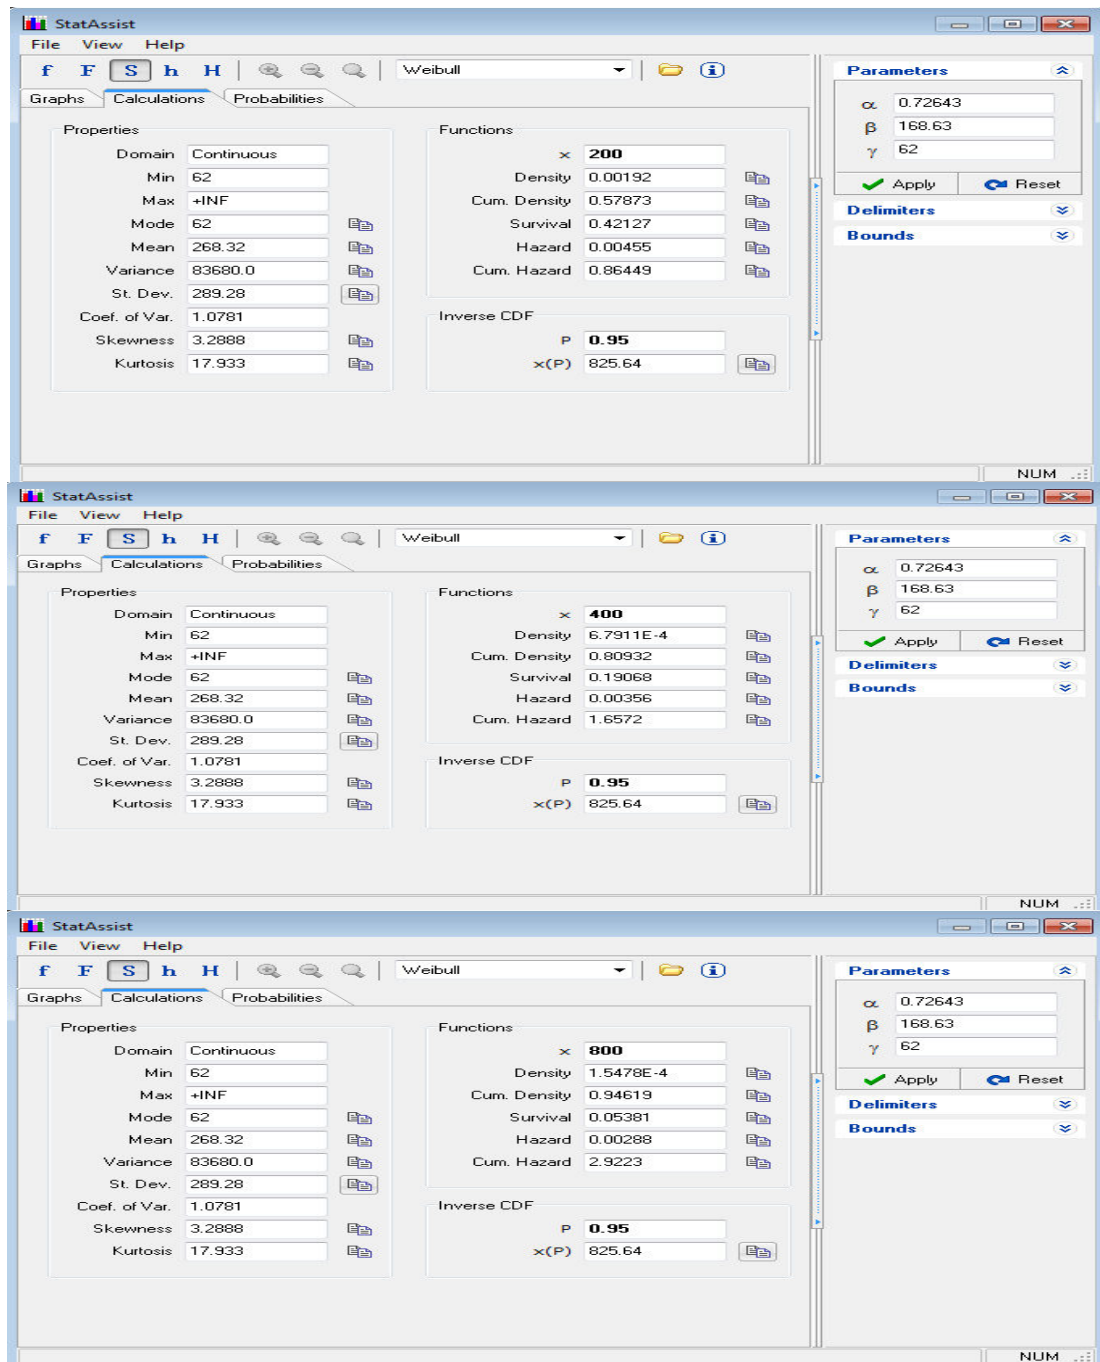 StatAssist
File View Help
f F S h H Weibull
Graphs Calculations Probabilities
Properties
Domain Continuous
Min 62
Max +INF
Mode 62
Mean 268.32
Variance 83680.0
St. Dev. 289.28
Coef. of Var. 1.0781
Skewness 3.2888
Kurtosis 17.933
Functions
x 200
Density 0.00192
Cum. Density 0.57873
Survival 0.42127
Hazard 0.00455
Cum. Hazard 0.86449
Inverse CDF
P 0.95
x(P) 825.64
Parameters
α 0.72643
β 168.63
γ 62
Apply Reset
Delimiters
Bounds
NUM
StatAssist
File View Help
f F S h H Weibull
Graphs Calculations Probabilities
Properties
Domain Continuous
Min 62
Max +INF
Mode 62
Mean 268.32
Variance 83680.0
St. Dev. 289.28
Coef. of Var. 1.0781
Skewness 3.2888
Kurtosis 17.933
Functions
x 400
Density 6.7911E-4
Cum. Density 0.80932
Survival 0.19068
Hazard 0.00356
Cum. Hazard 1.6572
Inverse CDF
P 0.95
x(P) 825.64
Parameters
α 0.72643
β 168.63
γ 62
Apply Reset
Delimiters
Bounds
NUM
StatAssist
File View Help
f F S h H Weibull
Graphs Calculations Probabilities
Properties
Domain Continuous
Min 62
Max +INF
Mode 62
Mean 268.32
Variance 83680.0
St. Dev. 289.28
Coef. of Var. 1.0781
Skewness 3.2888
Kurtosis 17.933
Functions
x 800
Density 1.5478E-4
Cum. Density 0.94619
Survival 0.05381
Hazard 0.00288
Cum. Hazard 2.9223
Inverse CDF
P 0.95
x(P) 825.64
Parameters
α 0.72643
β 168.63
γ 62
Apply Reset
Delimiters
Bounds
NUM